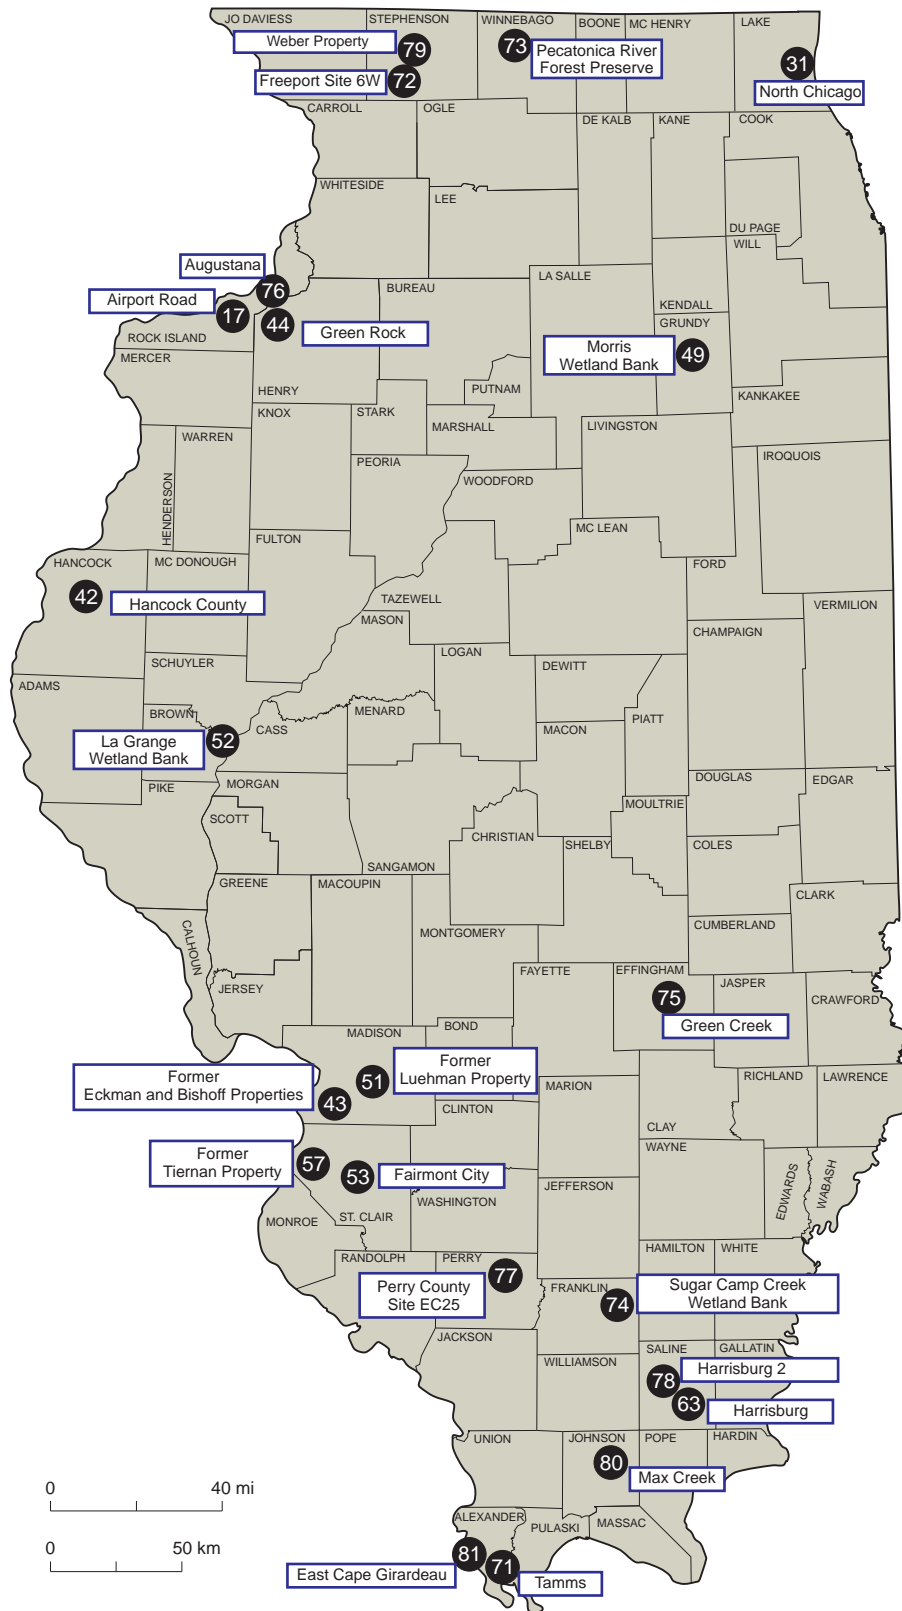 JO DAVIESS
STEPHENSON
WINNEBAGO
BOONE
MC HENRY
LAKE
Weber Property
79
73
Pecatonica River
Forest Preserve
31
Freeport Site 6W
72
North Chicago
CARROLL
OGLE
DE KALB
KANE
COOK
WHITESIDE
LEE
DU PAGE
WILL
Augustana
76
LA SALLE
BUREAU
Airport Road
17
44
Green Rock
KENDALL
GRUNDY
ROCK ISLAND
MERCER
Morris
Wetland Bank
49
HENRY
PUTNAM
KANKAKEE
KNOX
STARK
MARSHALL
LIVINGSTON
WARREN
PEORIA
IROQUOIS
WOODFORD
HENDERSON
MC LEAN
FULTON
HANCOCK
MC DONOUGH
FORD
42
Hancock County
TAZEWELL
MASON
VERMILION
CHAMPAIGN
LOGAN
SCHUYLER
DEWITT
ADAMS
BROWN
MENARD
PIATT
CASS
MACON
La Grange
Wetland Bank
52
PIKE
MORGAN
DOUGLAS
EDGAR
SCOTT
MOULTRIE
CHRISTIAN
SHELBY
COLES
SANGAMON
GREENE
MACOUPIN
CLARK
CUMBERLAND
MONTGOMERY
CALHOUN
FAYETTE
EFFINGHAM
JASPER
JERSEY
75
CRAWFORD
Green Creek
MADISON
BOND
Former
Luehman Property
51
Former
Eckman and Bishoff Properties
43
MARION
RICHLAND
LAWRENCE
CLINTON
CLAY
WAYNE
Former
Tiernan Property
57
53
Fairmont City
EDWARDS
WABASH
JEFFERSON
WASHINGTON
MONROE
ST. CLAIR
HAMILTON
WHITE
RANDOLPH
PERRY
77
Perry County
Site EC25
FRANKLIN
74
Sugar Camp Creek
Wetland Bank
JACKSON
SALINE
GALLATIN
WILLIAMSON
Harrisburg 2
78
63
Harrisburg
UNION
JOHNSON
POPE
HARDIN
80
Max Creek
0
40 mi
ALEXANDER
PULASKI
MASSAC
0
50 km
81
71
East Cape Girardeau
Tamms